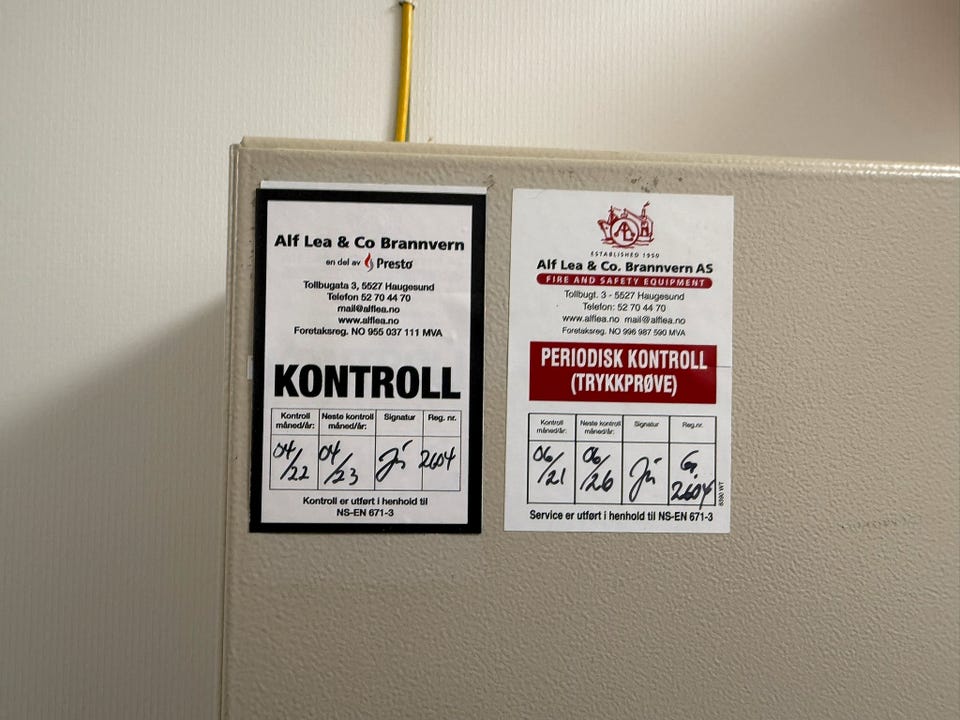 Alf Lea & Co Brannvern
en del av Presto
Tollbugata 3, 5527 Haugesund
Telefon 52 70 44 70
mail@alflea.no
www.alflea.no
Foretaksreg. NO 955 037 111 MVA
KONTROLL
Kontroll måned/år: Neste kontroll måned/år: Signatur Reg. nr.
04/22 04/23 2604
Kontroll er utført i henhold til
NS-EN 671-3
AL
ESTABLISHED 1950
Alf Lea & Co. Brannvern AS
FIRE AND SAFETY EQUIPMENT
Tollbugt. 3 - 5527 Haugesund
Telefon: 52 70 44 70
www.alflea.no mail@alflea.no
Foretaksreg. NO 996 987 590 MVA
PERIODISK KONTROLL
(TRYKKPRØVE)
Kontroll måned/år: Neste kontroll måned/år: Signatur Reg.nr.
06/21 06/26 G. 2604
8390 WT
Service er utført i henhold til NS-EN 671-3